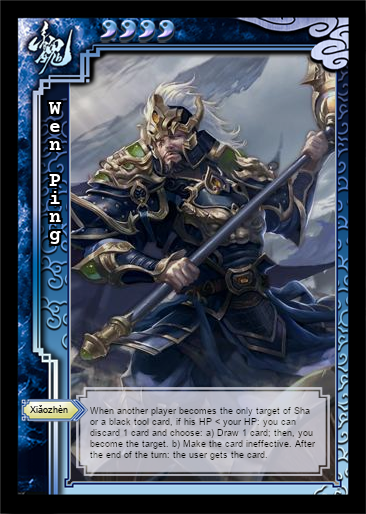 魏
Wen Ping
Xiǎozhèn
When another player becomes the only target of Sha
or a black tool card, if his HP < your HP: you can
discard 1 card and choose: a) Draw 1 card; then, you
become the target. b) Make the card ineffective. After
the end of the turn: the user gets the card.